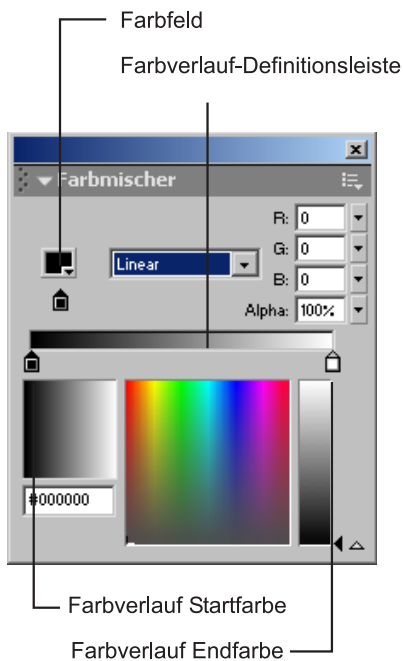 Farbfeld
Farbverlauf-Definitionsleiste
Farbmischer
R: 0
Linear
G: 0
B: 0
Alpha: 100%
#000000
Farbverlauf Startfarbe
Farbverlauf Endfarbe